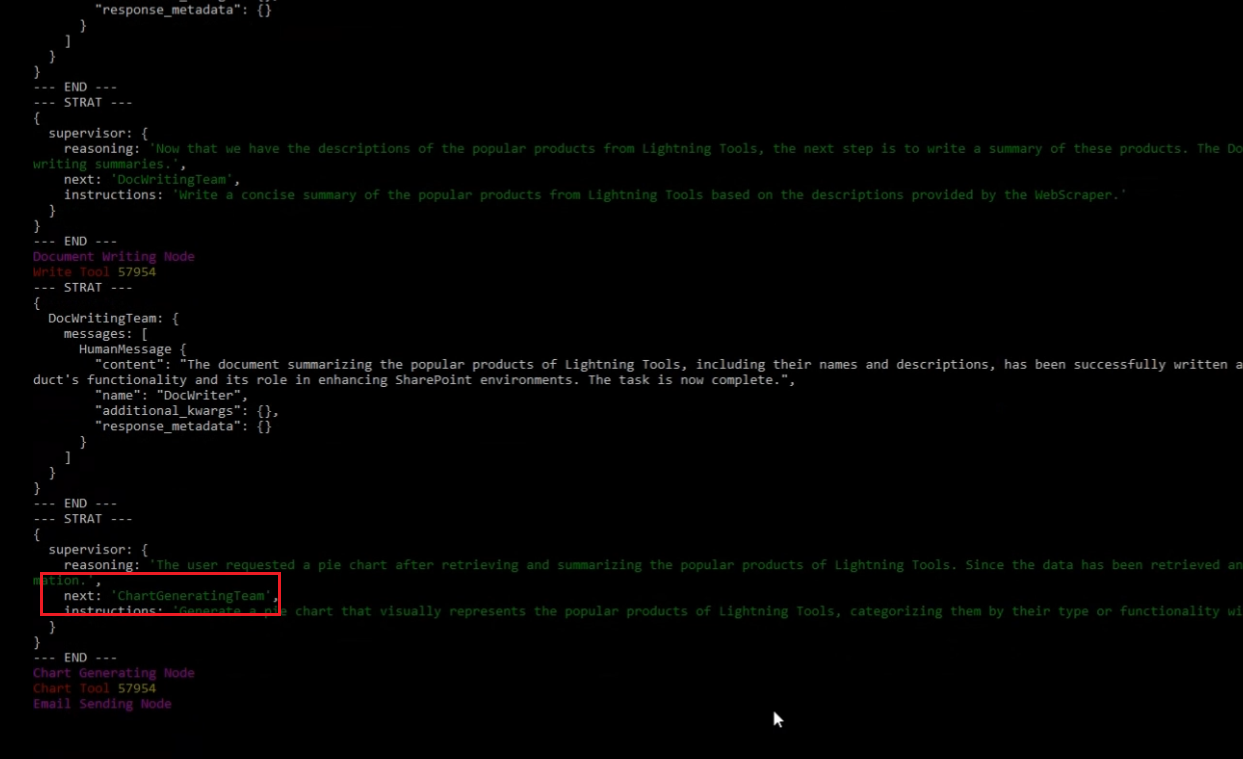 "response_metadata": {}
}
]
}
}
--- END ---
--- STRAT ---
{
supervisor: {
reasoning: 'Now that we have the descriptions of the popular products from Lightning Tools, the next step is to write a summary of these products. The Do
writing summaries.',
next: 'DocWritingTeam',
instructions: 'Write a concise summary of the popular products from Lightning Tools based on the descriptions provided by the WebScraper.'
}
}
--- END ---
Document Writing Node
Write Tool 57954
--- STRAT ---
{
DocWritingTeam: {
messages: [
HumanMessage {
"content": "The document summarizing the popular products of Lightning Tools, including their names and descriptions, has been successfully written a
duct's functionality and its role in enhancing SharePoint environments. The task is now complete.",
"name": "DocWriter",
"additional_kwargs": {},
"response_metadata": {}
}
]
}
}
--- END ---
--- STRAT ---
{
supervisor: {
reasoning: 'The user requested a pie chart after retrieving and summarizing the popular products of Lightning Tools. Since the data has been retrieved an
mation.',
next: 'ChartGeneratingTeam',
instructions: 'Generate a pie chart that visually represents the popular products of Lightning Tools, categorizing them by their type or functionality wi
}
}
--- END ---
Chart Generating Node
Chart Tool 57954
Email Sending Node